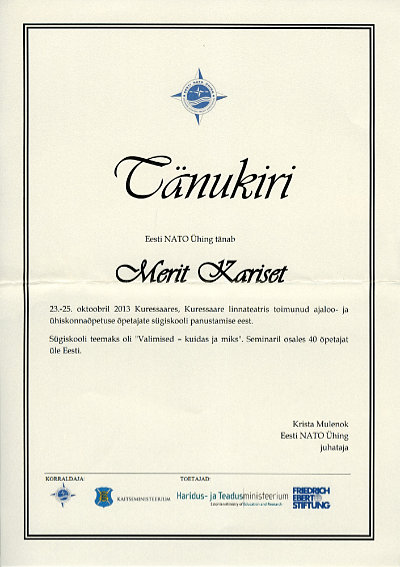 Tänukiri
Eesti NATO Ühing tänab
Merit Kariset
23.-25. oktoobril 2013 Kuressaares, Kuressaare linnateatris toimunud ajaloo- ja
ühiskonnaõpetuse õpetajate sügiskooli panustamise eest.
Sügiskooli teemaks oli "Valimised – kuidas ja miks". Seminaril osales 40 õpetajat
üle Eesti.
Krista Mulenok
Eesti NATO Ühing
juhataja
KORRALDAJA:
TOETAJAD:
KAITSEMINISTEERIUM
Haridus- ja Teadusministeerium
Estonian Ministry of Education and Research
FRIEDRICH
EBERT
STIFTUNG